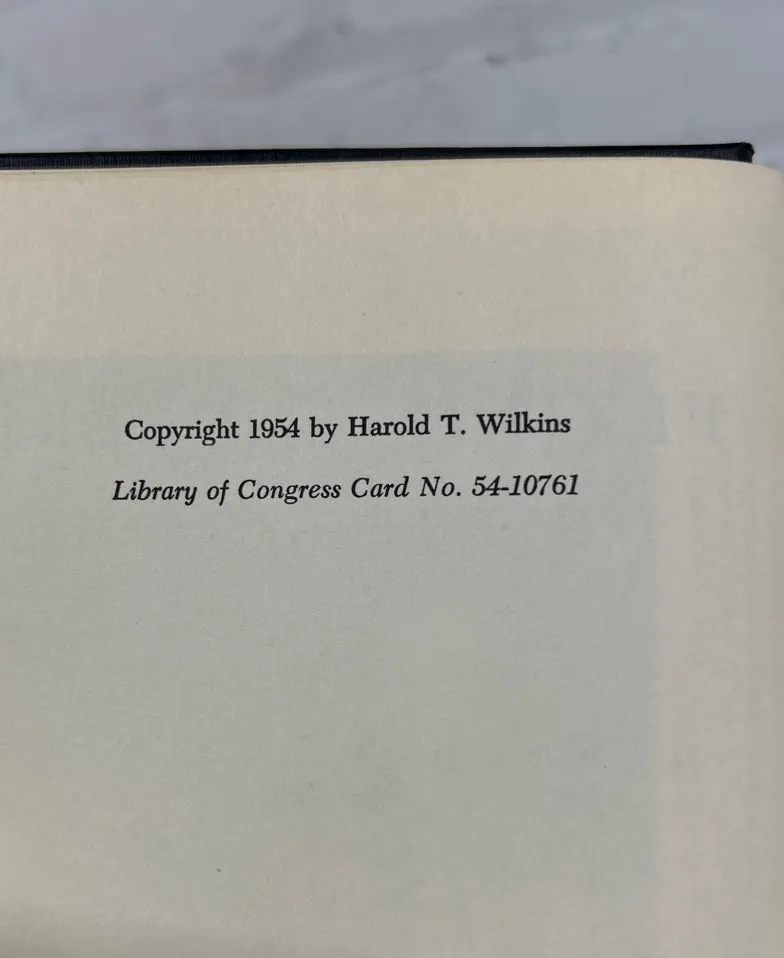 Copyright 1954 by Harold T. Wilkins
Library of Congress Card No. 54-10761